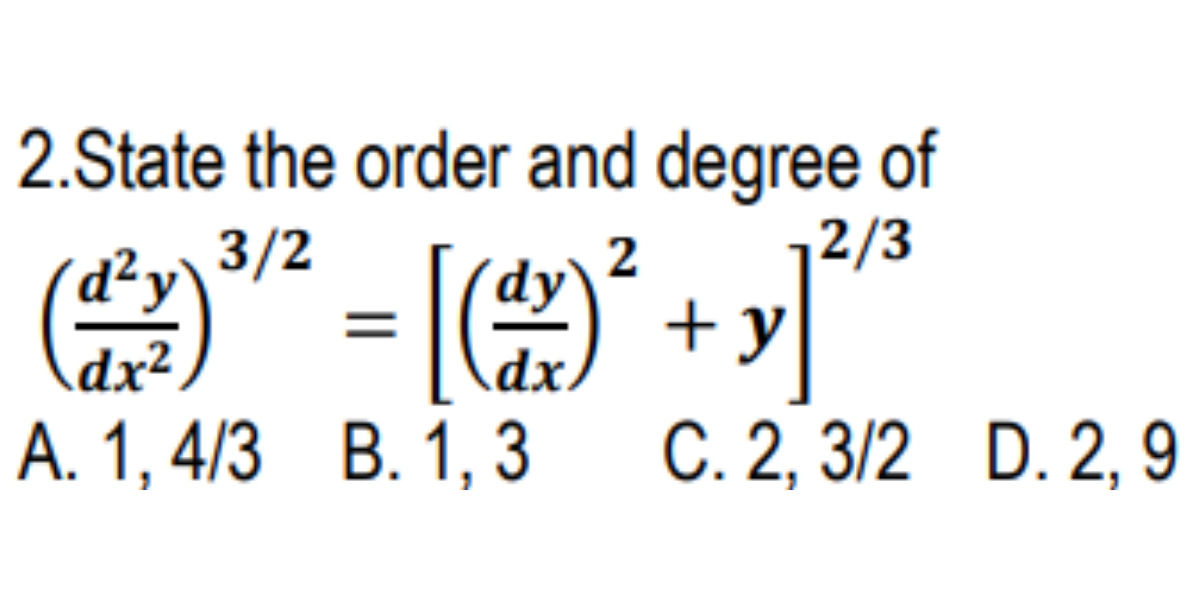 2.State the order and degree of
(d²y/dx²)^3/2 = [(dy/dx)^2 + y]^2/3
A. 1, 4/3 B. 1, 3 C. 2, 3/2 D. 2, 9